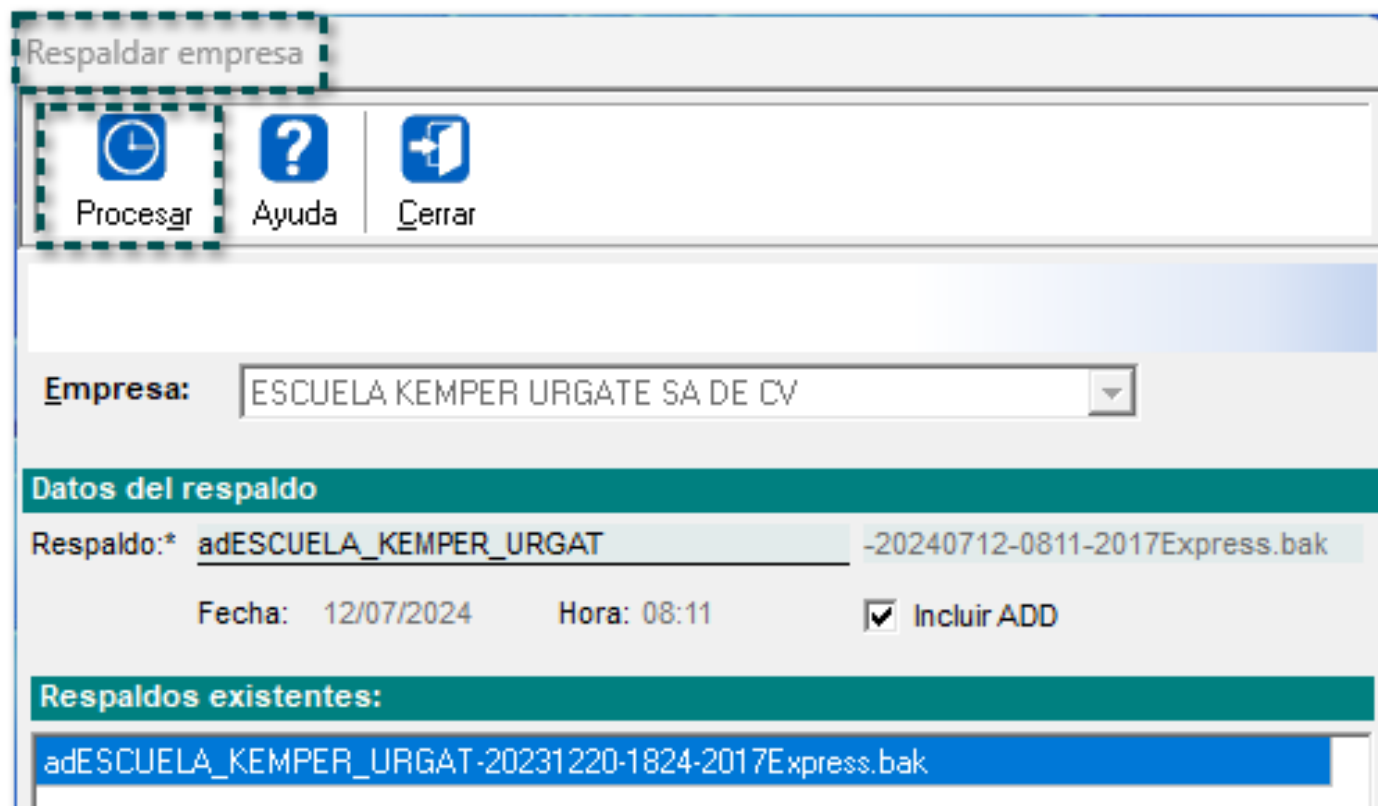 Respaldar empresa
Procesar Ayuda Cerrar
Empresa: ESCUELA KEMPER URGATE SA DE CV
Datos del respaldo
Respaldo:* adESCUELA_KEMPER_URGAT -20240712-0811-2017Express.bak
Fecha: 12/07/2024 Hora: 08:11 Incluir ADD
Respaldos existentes:
adESCUELA_KEMPER_URGAT-20231220-1824-2017Express.bak